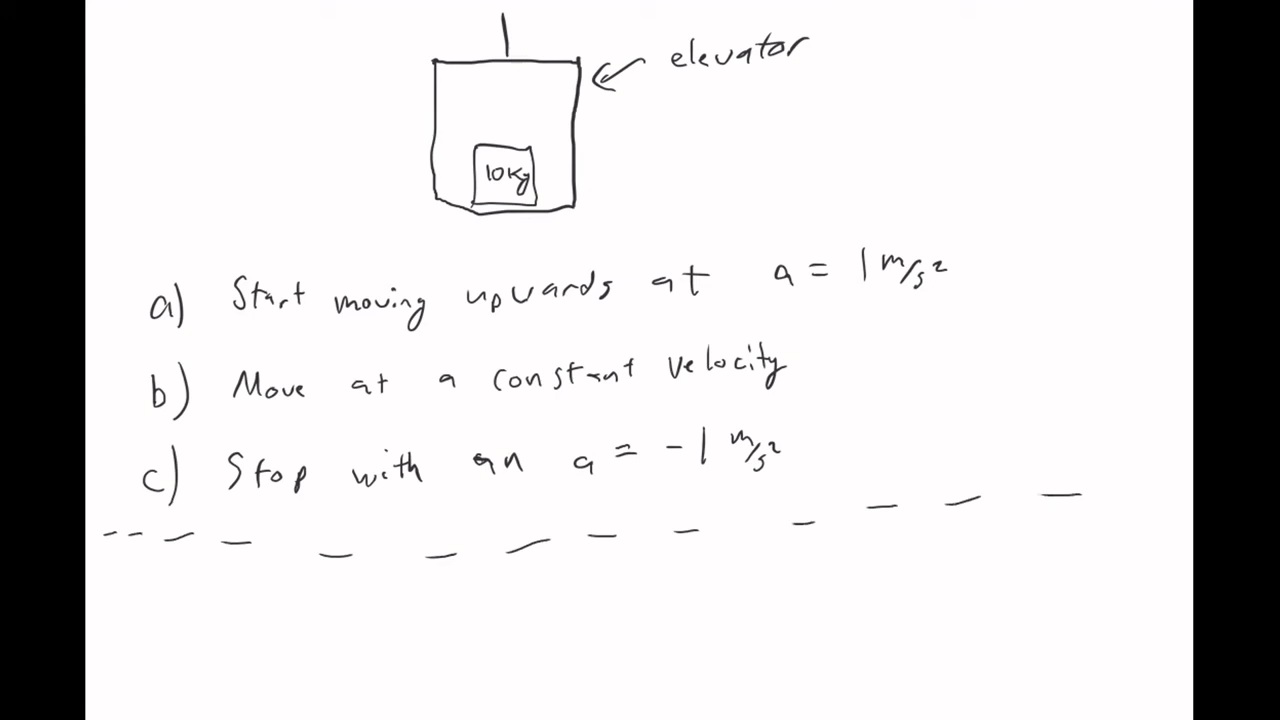 elevator
10Kg
a) Start moving upwards at a = 1 m/s²
b) Move at a constant velocity
c) Stop with an a = -1 m/s²